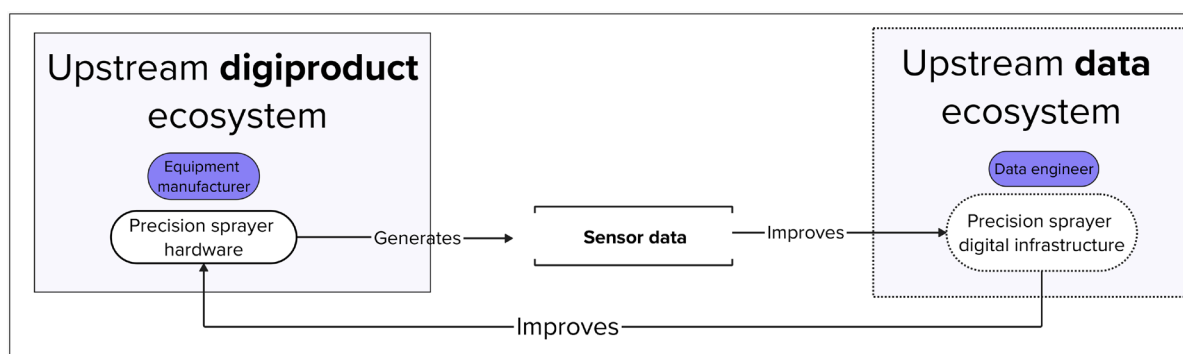 Upstream digiproduct
ecosystem
Equipment
manufacturer
Precision sprayer
hardware
Generates
Sensor data
Improves
Upstream data
ecosystem
Data engineer
Precision sprayer
digital infrastructure
Improves